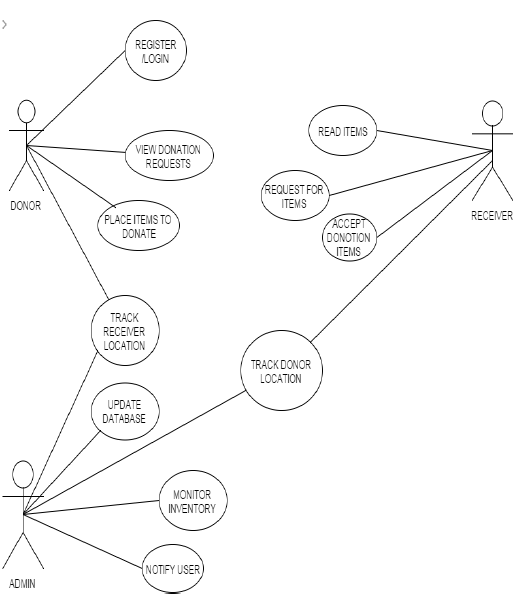 REGISTER
/LOGIN
VIEW DONATION
REQUESTS
DONOR
PLACE ITEMS TO
DONATE
READ ITEMS
REQUEST FOR
ITEMS
RECEIVER
ACCEPT
DONOTION
ITEMS
TRACK
RECEIVER
LOCATION
TRACK DONOR
LOCATION
UPDATE
DATABASE
MONITOR
INVENTORY
NOTIFY USER
ADMIN